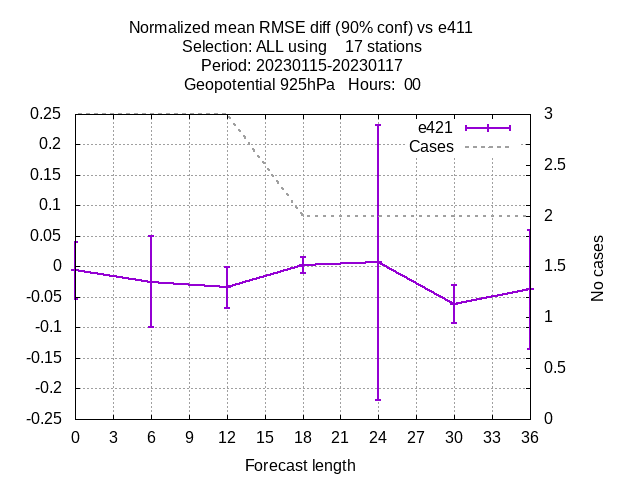 Normalized mean RMSE diff (90% conf) vs e411
Selection: ALL using    17 stations
Period: 20230115-20230117
Geopotential 925hPa   Hours:  00
e421
Cases
0.25
0.2
0.15
0.1
0.05
0
-0.05
-0.1
-0.15
-0.2
-0.25
3
2.5
2
1.5
1
0.5
0
No cases
0 3 6 9 12 15 18 21 24 27 30 33 36
Forecast length